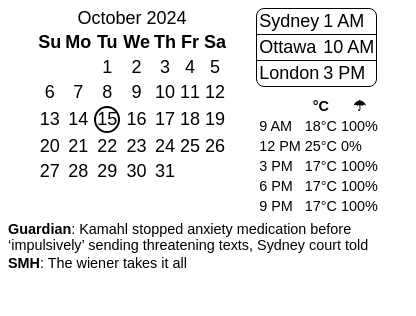 October 2024
Su Mo Tu We Th Fr Sa
1 2 3 4 5
6 7 8 9 10 11 12
13 14 15 16 17 18 19
20 21 22 23 24 25 26
27 28 29 30 31
Sydney 1 AM
Ottawa 10 AM
London 3 PM
°C ☂
9 AM 18°C 100%
12 PM 25°C 0%
3 PM 17°C 100%
6 PM 17°C 100%
9 PM 17°C 100%
Guardian: Kamahl stopped anxiety medication before
‘impulsively’ sending threatening texts, Sydney court told
SMH: The wiener takes it all